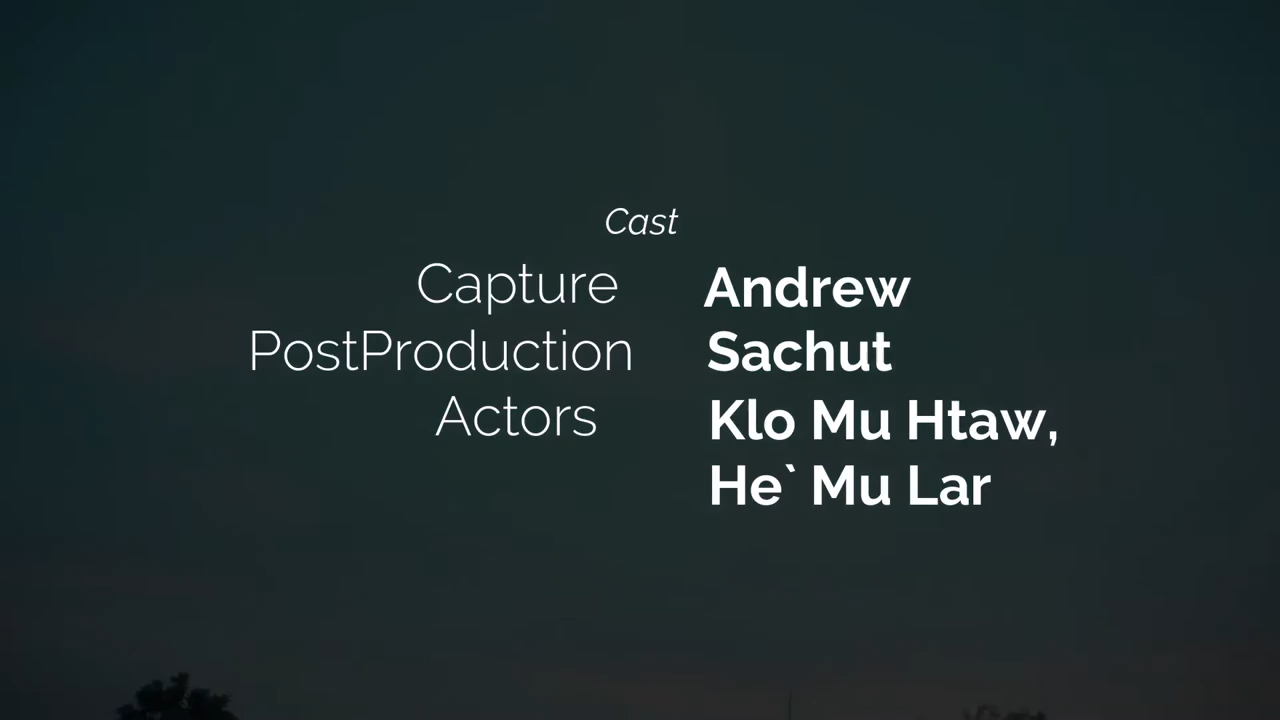 Cast
Capture Andrew
PostProduction Sachut
Actors Klo Mu Htaw,
He` Mu Lar